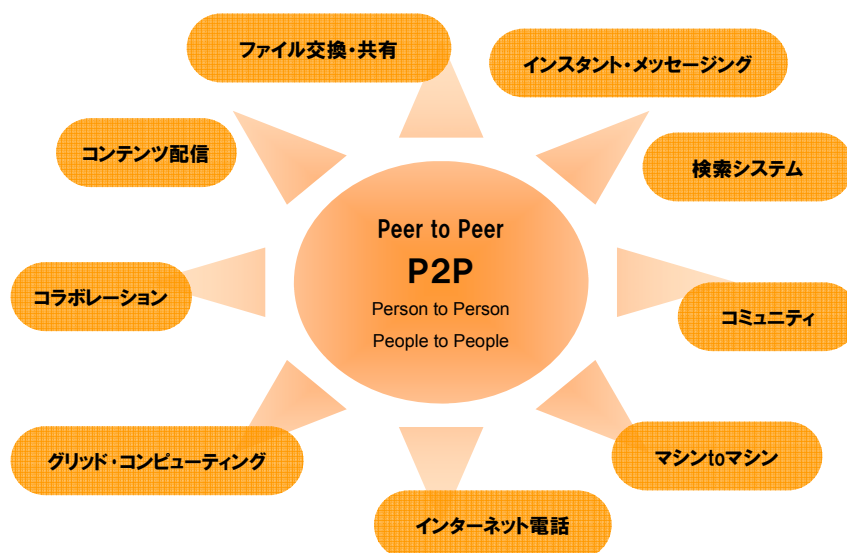 ファイル交換・共有
インスタント・メッセージング
コンテンツ配信
検索システム
Peer to Peer
P2P
Person to Person
People to People
コラボレーション
コミュニティ
グリッド・コンピューティング
マシンtoマシン
インターネット電話